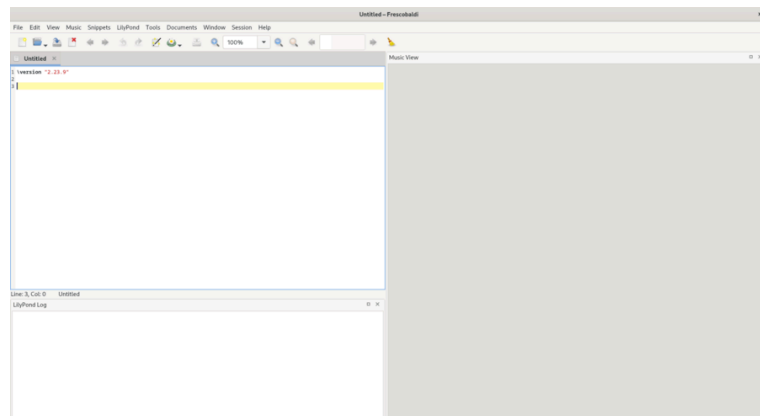 Untitled – Frescobaldi
File Edit View Music Snippets LilyPond Tools Documents Window Session Help
100%
Untitled
Music View
1 \version "2.23.9"
2
3
Line: 3, Col: 0 Untitled
LilyPond Log